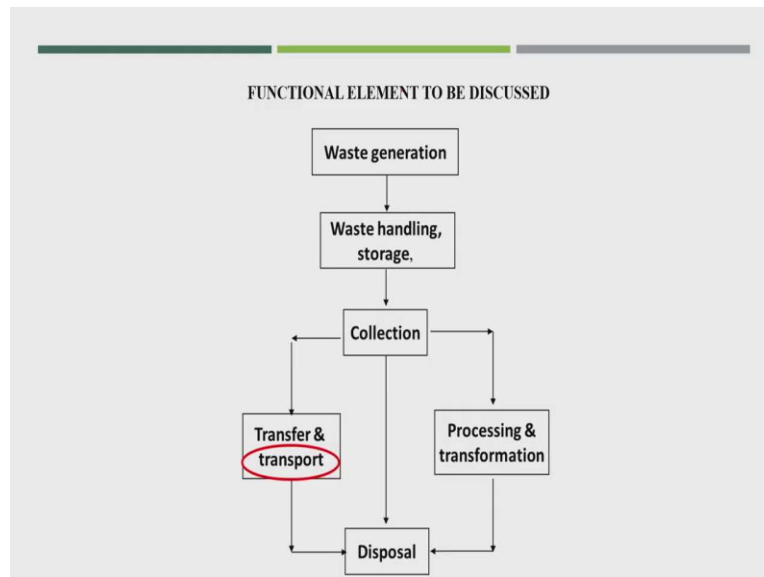 FUNCTIONAL ELEMENT TO BE DISCUSSED
Waste generation
Waste handling,
storage,
Collection
Transfer &
transport
Processing &
transformation
Disposal